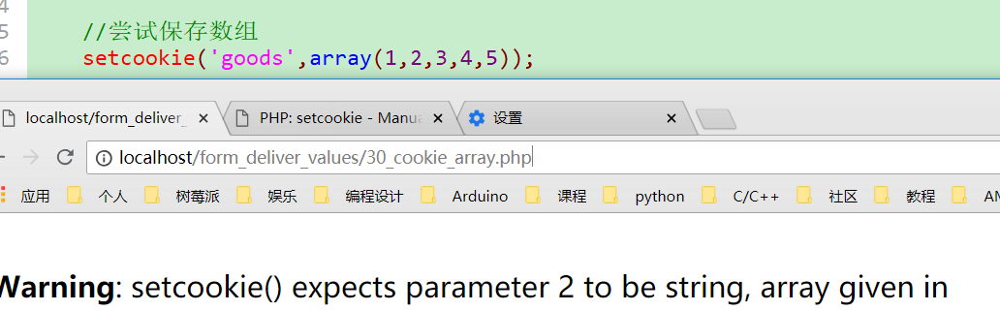 4
5 //尝试保存数组
6 setcookie('goods',array(1,2,3,4,5));
localhost/form_deliver_ × PHP: setcookie - Manua × 设置 ×
localhost/form_deliver_values/30_cookie_array.php
应用 个人 树莓派 娱乐 编程设计 Arduino 课程 python C/C++ 社区 教程 AM
Warning: setcookie() expects parameter 2 to be string, array given in